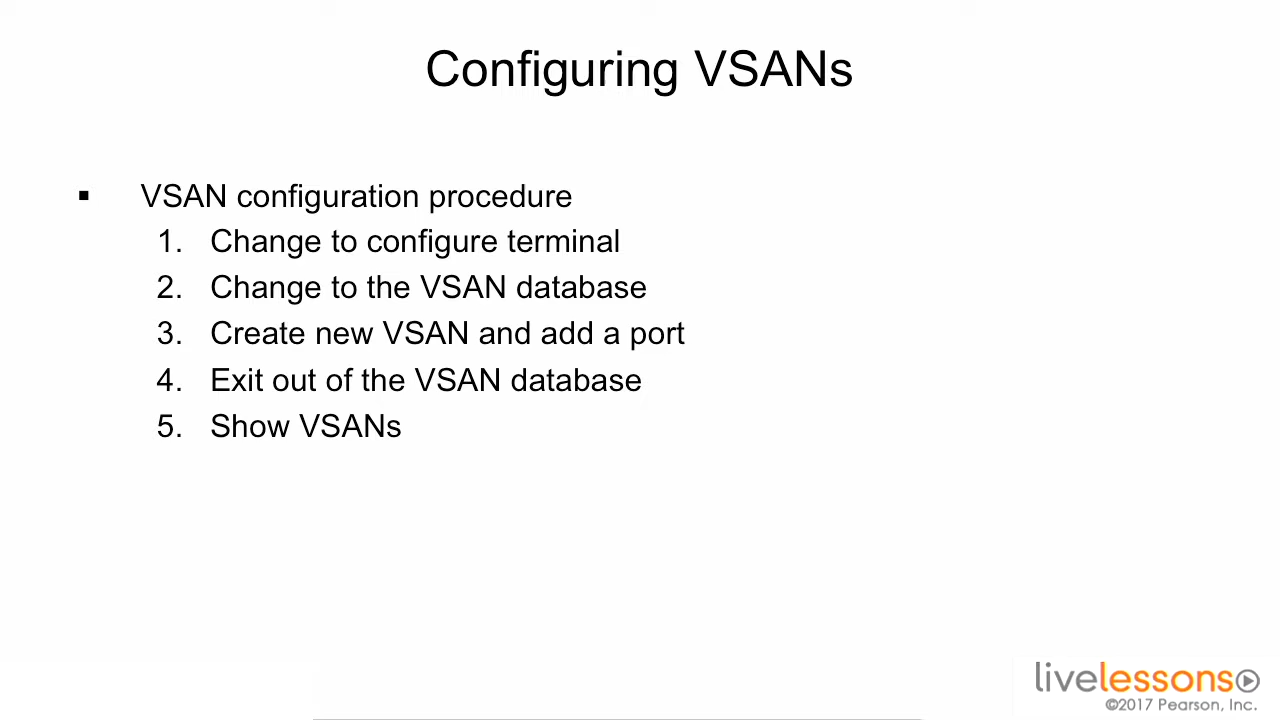 Configuring VSANs
▪ VSAN configuration procedure
1. Change to configure terminal
2. Change to the VSAN database
3. Create new VSAN and add a port
4. Exit out of the VSAN database
5. Show VSANs
livelessons
©2017 Pearson, Inc.